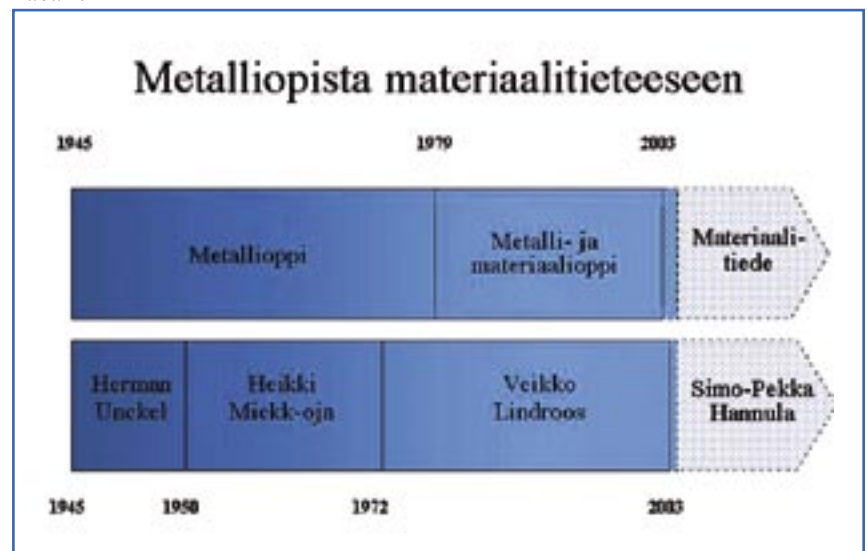 Metalliopista materiaalitieteeseen
1945 1979 2003
Metallioppi
Metalli- ja
materiaalioppi
Materiaali-
tiede
Herman
Unckel
Heikki
Miekk-oja
Veikko
Lindroos
Simo-Pekka
Hannula
1945 1950 1972 2003